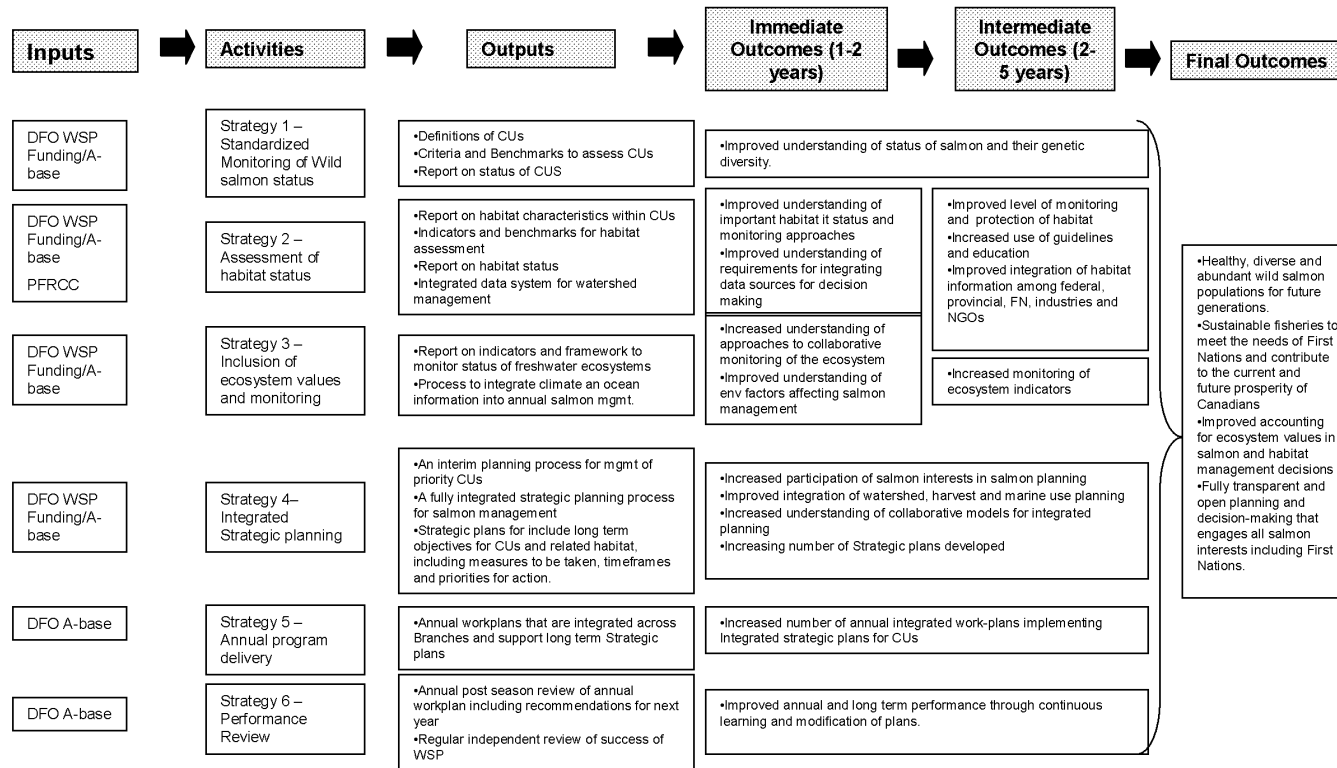 Inputs
Activities
Outputs
Immediate
Outcomes (1-2
years)
Intermediate
Outcomes (2-
5 years)
Final Outcomes
DFO WSP
Funding/A-
base
Strategy 1 –
Standardized
Monitoring of Wild
salmon status
•Definitions of CUs
•Criteria and Benchmarks to assess CUs
•Report on status of CUS
•Improved understanding of status of salmon and their genetic
diversity.
DFO WSP
Funding/A-
base
PFRCC
Strategy 2 –
Assessment of
habitat status
•Report on habitat characteristics within CUs
•Indicators and benchmarks for habitat
assessment
•Report on habitat status
•Integrated data system for watershed
management
•Improved understanding of
important habitat it status and
monitoring approaches
•Improved understanding of
requirements for integrating
data sources for decision
making
•Improved level of monitoring
and protection of habitat
•Increased use of guidelines
and education
•Improved integration of habitat
information among federal,
provincial, FN, industries and
NGOs
DFO WSP
Funding/A-
base
Strategy 3 –
Inclusion of
ecosystem values
and monitoring
•Report on indicators and framework to
monitor status of freshwater ecosystems
•Process to integrate climate an ocean
information into annual salmon mgmt.
•Increased understanding of
approaches to collaborative
monitoring of the ecosystem
•Improved understanding of
env factors affecting salmon
management
•Increased monitoring of
ecosystem indicators
DFO WSP
Funding/A-
base
Strategy 4–
Integrated
Strategic planning
•An interim planning process for mgmt of
priority CUs
•A fully integrated strategic planning process
for salmon management
•Strategic plans for include long term
objectives for CUs and related habitat,
including measures to be taken, timeframes
and priorities for action.
•Increased participation of salmon interests in salmon planning
•Improved integration of watershed, harvest and marine use planning
•Increased understanding of collaborative models for integrated
planning
•Increasing number of Strategic plans developed
DFO A-base
Strategy 5 –
Annual program
delivery
•Annual workplans that are integrated across
Branches and support long term Strategic
plans
•Increased number of annual integrated work-plans implementing
Integrated strategic plans for CUs
DFO A-base
Strategy 6 –
Performance
Review
•Annual post season review of annual
workplan including recommendations for next
year
•Regular independent review of success of
WSP
•Improved annual and long term performance through continuous
learning and modification of plans.
•Healthy, diverse and
abundant wild salmon
populations for future
generations.
•Sustainable fisheries to
meet the needs of First
Nations and contribute
to the current and
future prosperity of
Canadians
•Improved accounting
for ecosystem values in
salmon and habitat
management decisions
•Fully transparent and
open planning and
decision-making that
engages all salmon
interests including First
Nations.